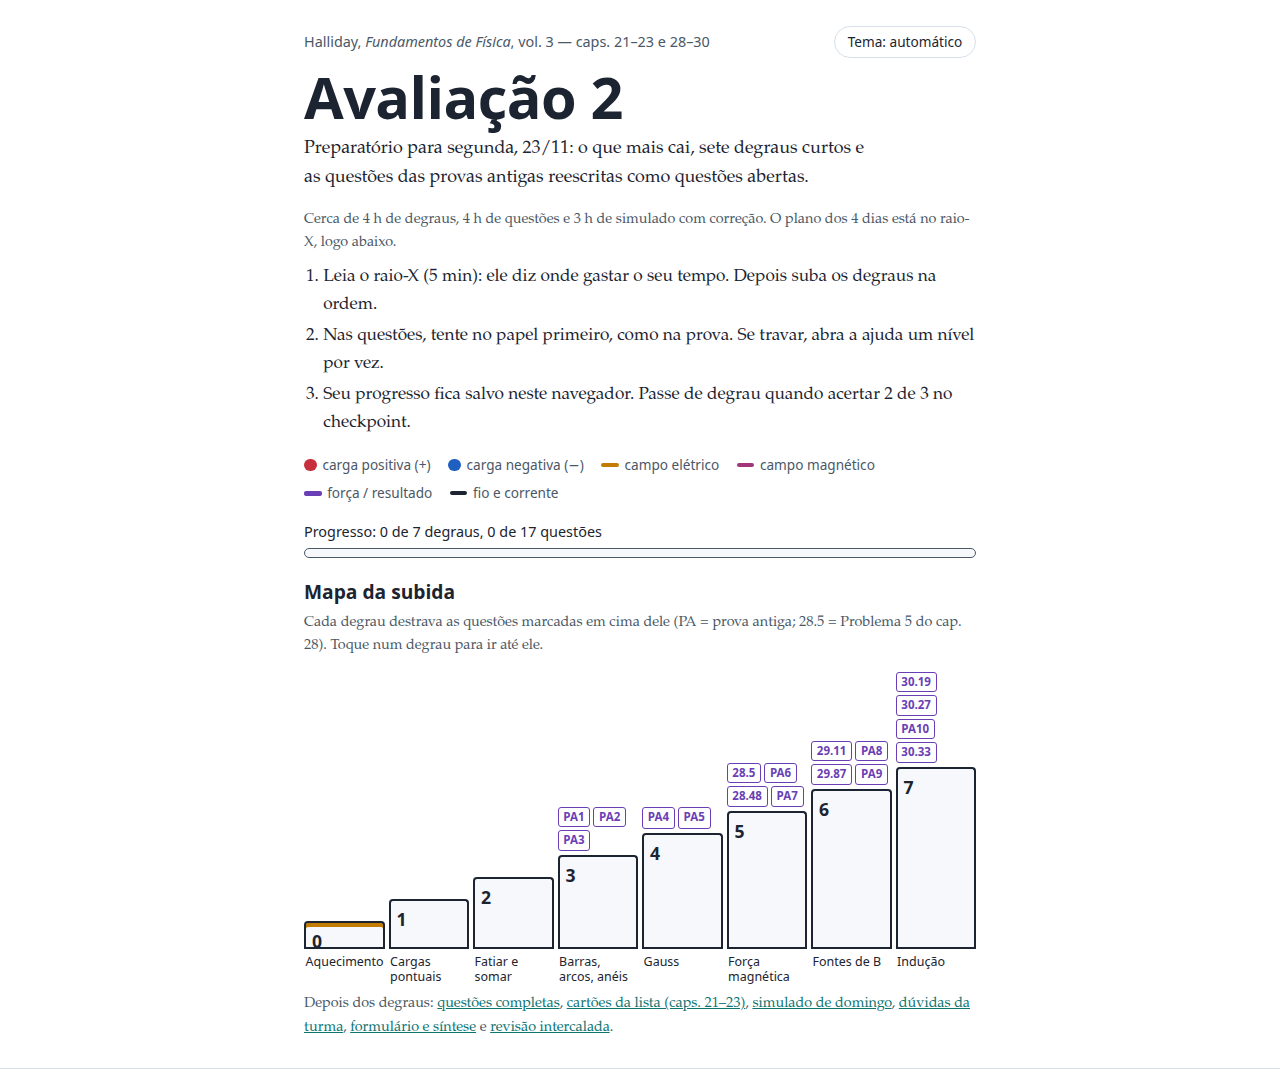 Halliday, Fundamentos de Física, vol. 3 — caps. 21–23 e 28–30
Tema: automático
Avaliação 2
Preparatório para segunda, 23/11: o que mais cai, sete degraus curtos e
as questões das provas antigas reescritas como questões abertas.
Cerca de 4 h de degraus, 4 h de questões e 3 h de simulado com correção. O plano dos 4 dias está no raio-
X, logo abaixo.
1. Leia o raio-X (5 min): ele diz onde gastar o seu tempo. Depois suba os degraus na
ordem.
2. Nas questões, tente no papel primeiro, como na prova. Se travar, abra a ajuda um nível
por vez.
3. Seu progresso fica salvo neste navegador. Passe de degrau quando acertar 2 de 3 no
checkpoint.
carga positiva (+) carga negativa (−) campo elétrico campo magnético
força / resultado fio e corrente
Progresso: 0 de 7 degraus, 0 de 17 questões
Mapa da subida
Cada degrau destrava as questões marcadas em cima dele (PA = prova antiga; 28.5 = Problema 5 do cap.
28). Toque num degrau para ir até ele.
0
Aquecimento
1
Cargas
pontuais
2
Fatiar e
somar
PA1 PA2
PA3
3
Barras,
arcos, anéis
PA4 PA5
4
Gauss
28.5 PA6
28.48 PA7
5
Força
magnética
29.11 PA8
29.87 PA9
6
Fontes de B
30.19
30.27
PA10
30.33
7
Indução
Depois dos degraus: questões completas, cartões da lista (caps. 21–23), simulado de domingo, dúvidas da
turma, formulário e síntese e revisão intercalada.